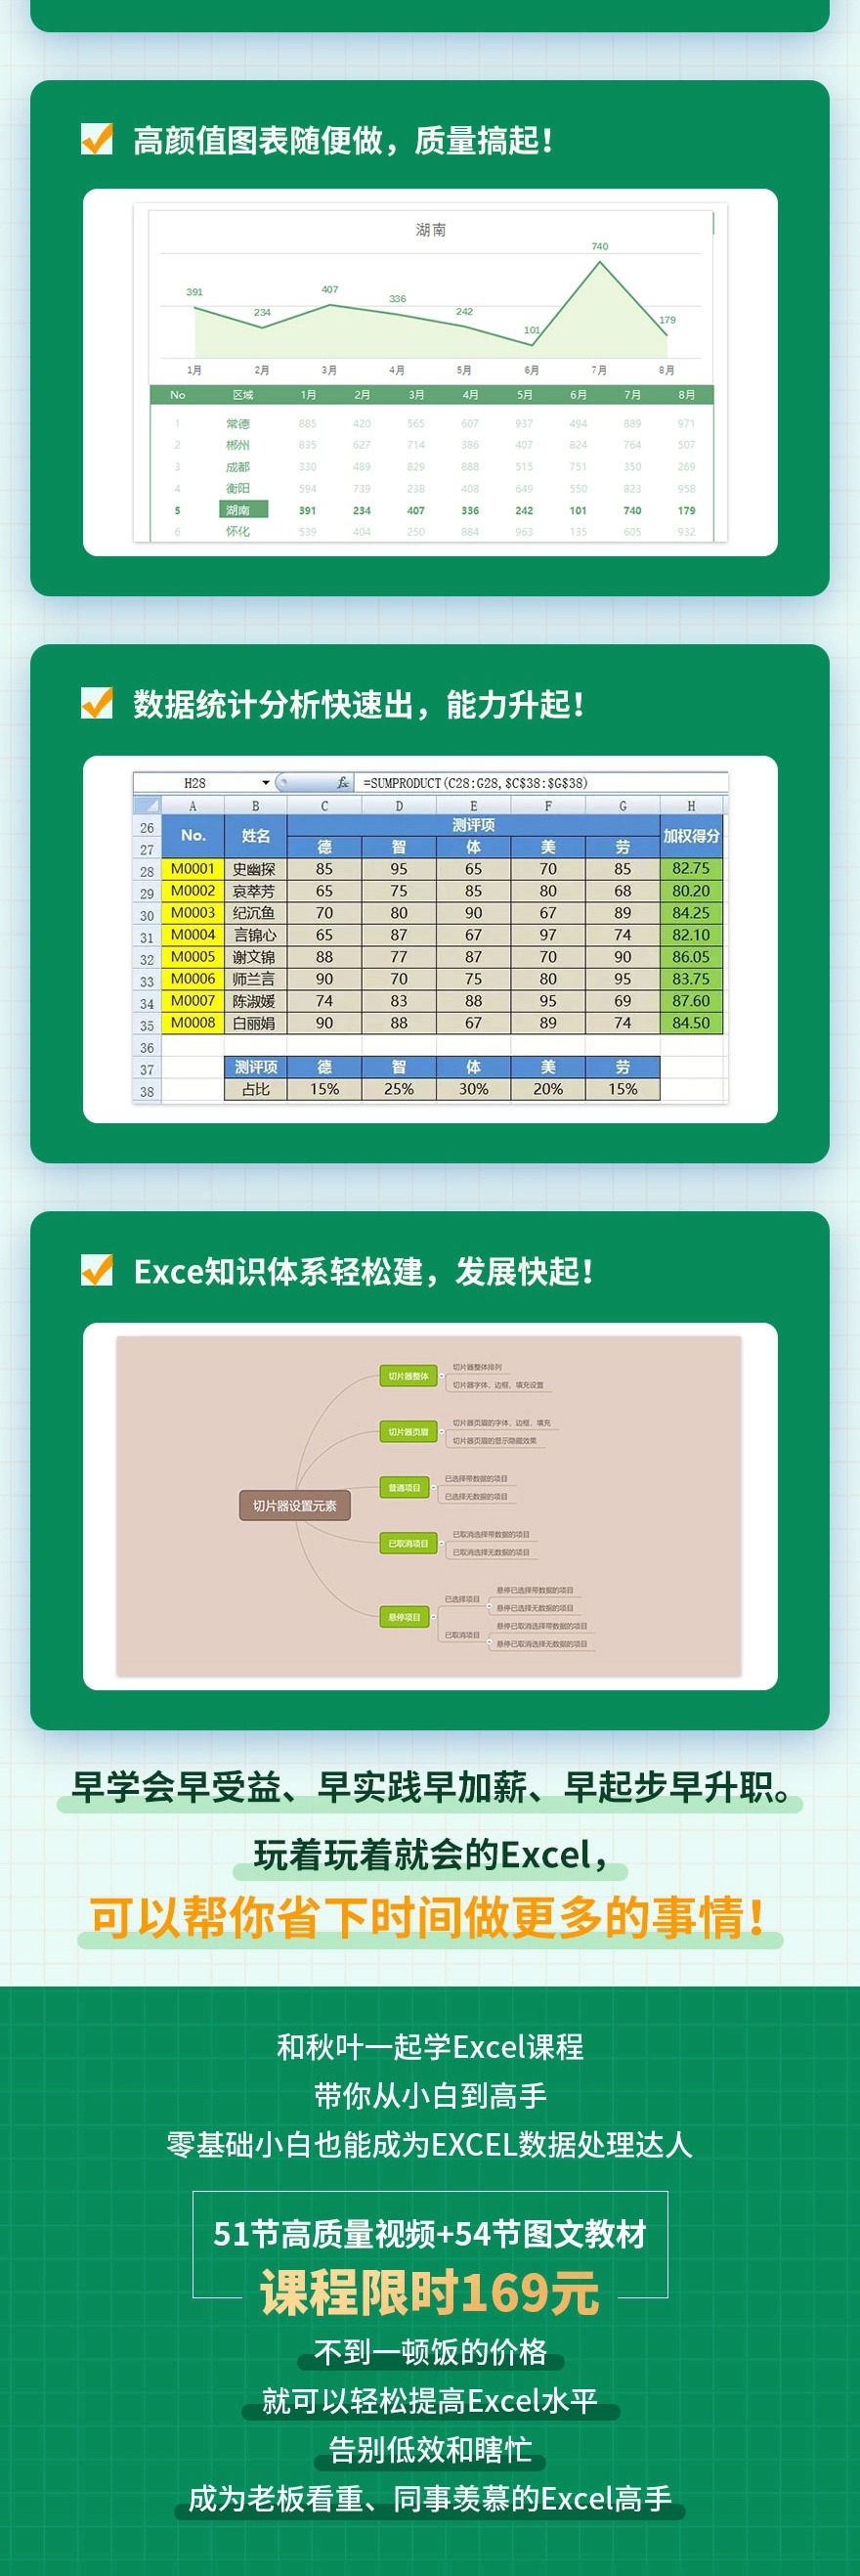 高颜值图表随便做，质量搞起！
湖南
740
391
407
336
234
242
101
179
1月 2月 3月 4月 5月 6月 7月 8月
No 区域 1月 2月 3月 4月 5月 6月 7月 8月
1 常德 885 420 565 607 937 494 889 971
2 郴州 835 627 714 386 407 824 764 507
3 成都 330 489 829 888 515 751 350 269
4 衡阳 594 739 238 408 649 550 823 958
5 湖南 391 234 407 336 242 101 740 179
6 怀化 539 404 250 884 963 135 605 932
数据统计分析快速出，能力升起！
H28 fx =SUMPRODUCT(C28:G28,$C$38:$G$38)
A B C D E F G H
26 No. 姓名 测评项 加权得分
27 德 智 体 美 劳
28 M0001 史幽探 85 95 65 70 85 82.75
29 M0002 哀萃芳 65 75 85 80 68 80.20
30 M0003 纪沉鱼 70 80 90 67 89 84.25
31 M0004 言锦心 65 87 67 97 74 82.10
32 M0005 谢文锦 88 77 87 70 90 86.05
33 M0006 师兰言 90 70 75 80 95 83.75
34 M0007 陈淑媛 74 83 88 95 69 87.60
35 M0008 白丽娟 90 88 67 89 74 84.50
36
37 测评项 德 智 体 美 劳
38 占比 15% 25% 30% 20% 15%
Exce知识体系轻松建，发展快起！
切片器设置元素
切片器整体
切片器整体排列
切片器字体、边框，填充设置
切片器页眉
切片器页眉的字体、边框，填充
切片器页眉的显示隐藏效果
普通项目
已选择带数据的项目
已选择无数据的项目
已取消项目
已取消选择带数据的项目
已取消选择无数据的项目
悬停项目
已选择项目
悬停已选择带数据的项目
悬停已选择无数据的项目
已取消项目
悬停已取消选择带数据的项目
悬停已取消选择无数据的项目
早学会早受益、早实践早加薪、早起步早升职。
玩着玩着就会的Excel，
可以帮你省下时间做更多的事情！
和秋叶一起学Excel课程
带你从小白到高手
零基础小白也能成为EXCEL数据处理达人
51节高质量视频+54节图文教材
课程限时169元
不到一顿饭的价格
就可以轻松提高Excel水平
告别低效和瞎忙
成为老板看重、同事羡慕的Excel高手